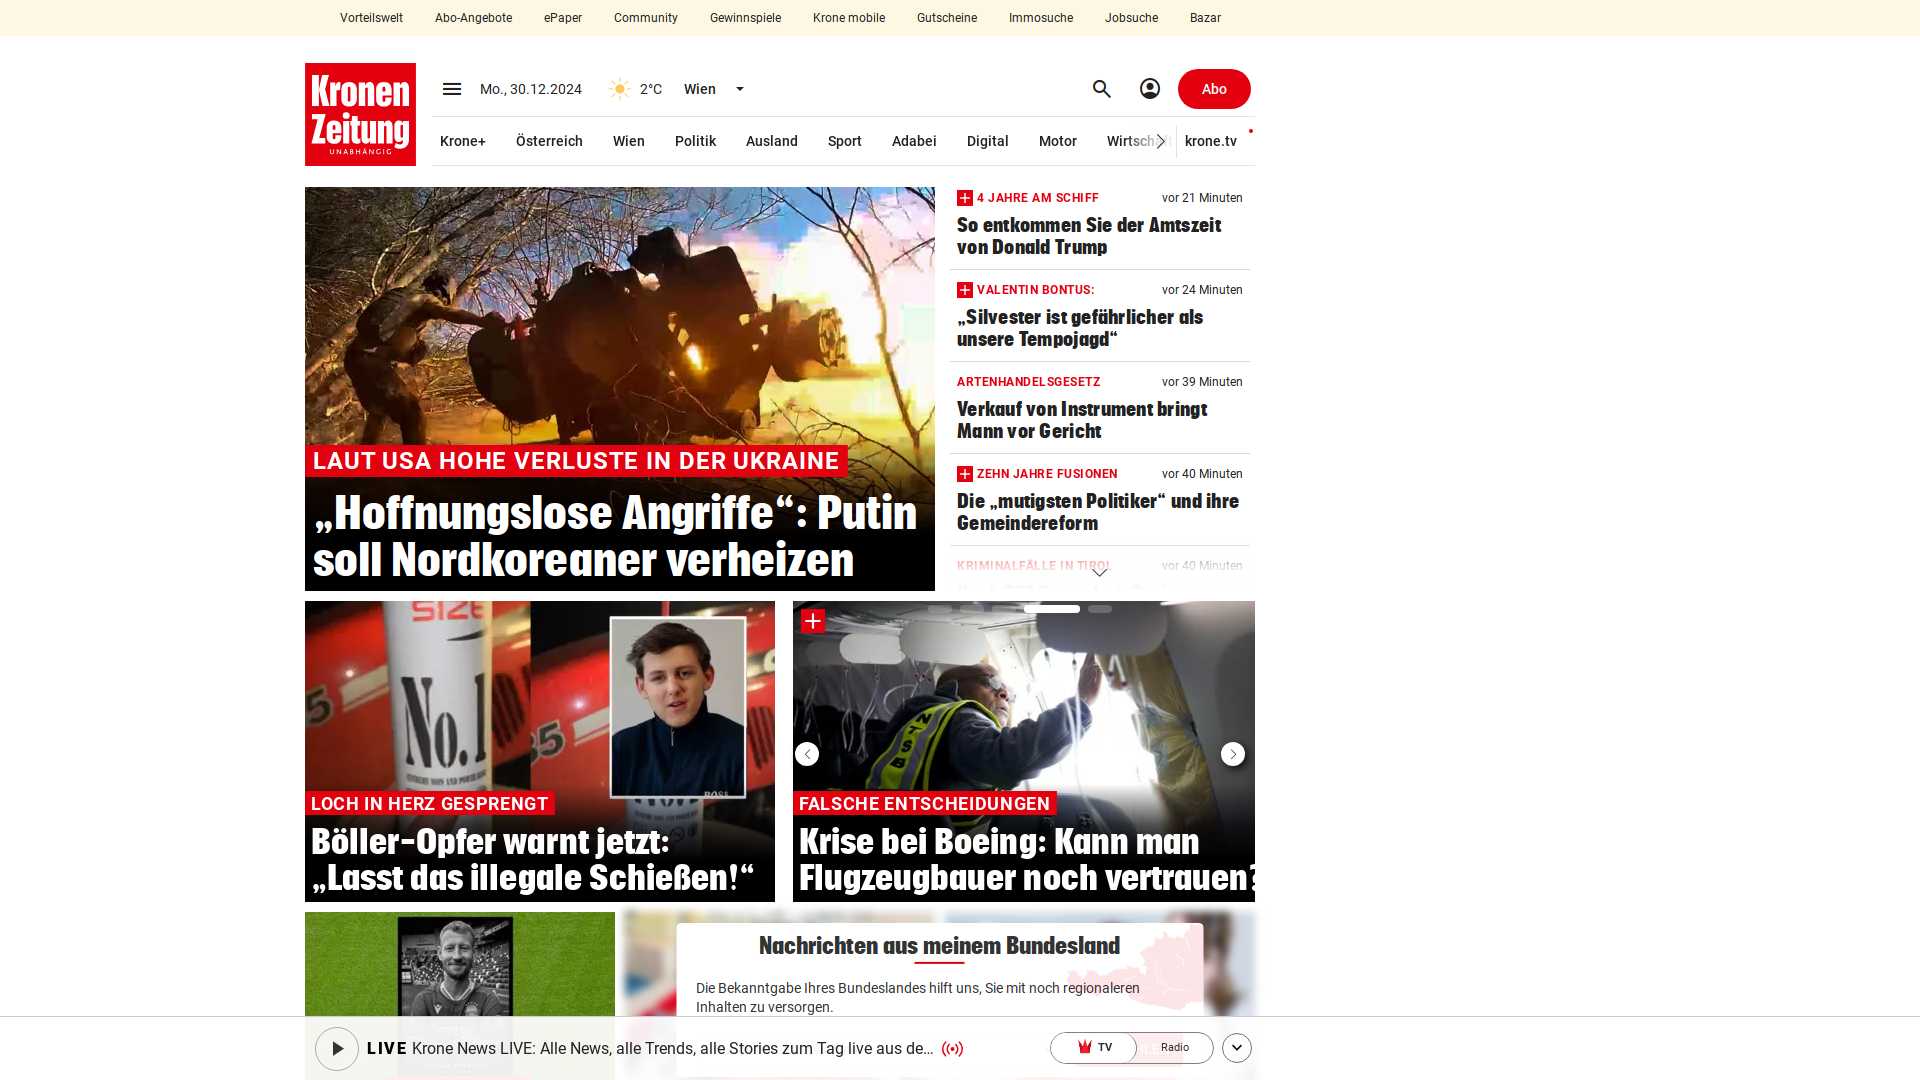 Vorteilswelt Abo-Angebote ePaper Community Gewinnspiele Krone mobile Gutscheine Immosuche Jobsuche Bazar
Kronen
Zeitung
UNABHÄNGIG
Mo., 30.12.2024 2°C Wien
Abo
Krone+ Österreich Wien Politik Ausland Sport Adabei Digital Motor Wirtschaft krone.tv
LAUT USA HOHE VERLUSTE IN DER UKRAINE
„Hoffnungslose Angriffe“: Putin
soll Nordkoreaner verheizen
4 JAHRE AM SCHIFF vor 21 Minuten
So entkommen Sie der Amtszeit
von Donald Trump
VALENTIN BONTUS: vor 24 Minuten
„Silvester ist gefährlicher als
unsere Tempojagd“
ARTENHANDELSGESETZ vor 39 Minuten
Verkauf von Instrument bringt
Mann vor Gericht
ZEHN JAHRE FUSIONEN vor 40 Minuten
Die „mutigsten Politiker“ und ihre
Gemeindereform
KRIMINALFÄLLE IN TIROL vor 40 Minuten
SIZE
No.1
35
BOSS
LOCH IN HERZ GESPRENGT
Böller-Opfer warnt jetzt:
„Lasst das illegale Schießen!“
NTSB
FALSCHE ENTSCHEIDUNGEN
Krise bei Boeing: Kann man
Flugzeugbauer noch vertrauen?
Nachrichten aus meinem Bundesland
Die Bekanntgabe Ihres Bundeslandes hilft uns, Sie mit noch regionaleren
Inhalten zu versorgen.
LIVE Krone News LIVE: Alle News, alle Trends, alle Stories zum Tag live aus de...
TV Radio